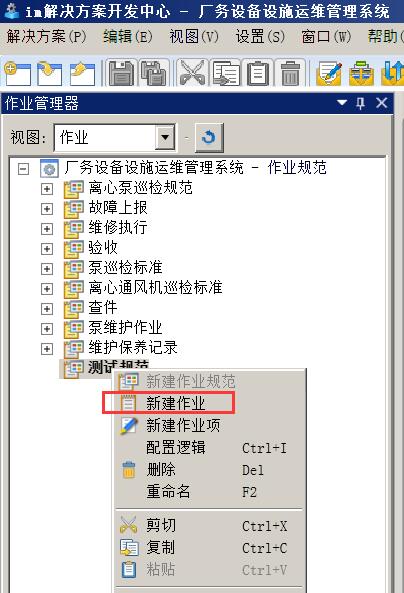 im解决方案开发中心 - 厂务设备设施运维管理系统
解决方案(P) 编辑(E) 视图(V) 设置(S) 窗口(W) 帮助(
作业管理器
视图: 作业
厂务设备设施运维管理系统 - 作业规范
离心泵巡检规范
故障上报
维修执行
验收
泵巡检标准
离心通风机巡检标准
查件
泵维护作业
维护保养记录
测试规范
新建作业规范
新建作业
新建作业项
配置逻辑 Ctrl+I
删除 Del
重命名 F2
剪切 Ctrl+X
复制 Ctrl+C
粘贴 Ctrl+V